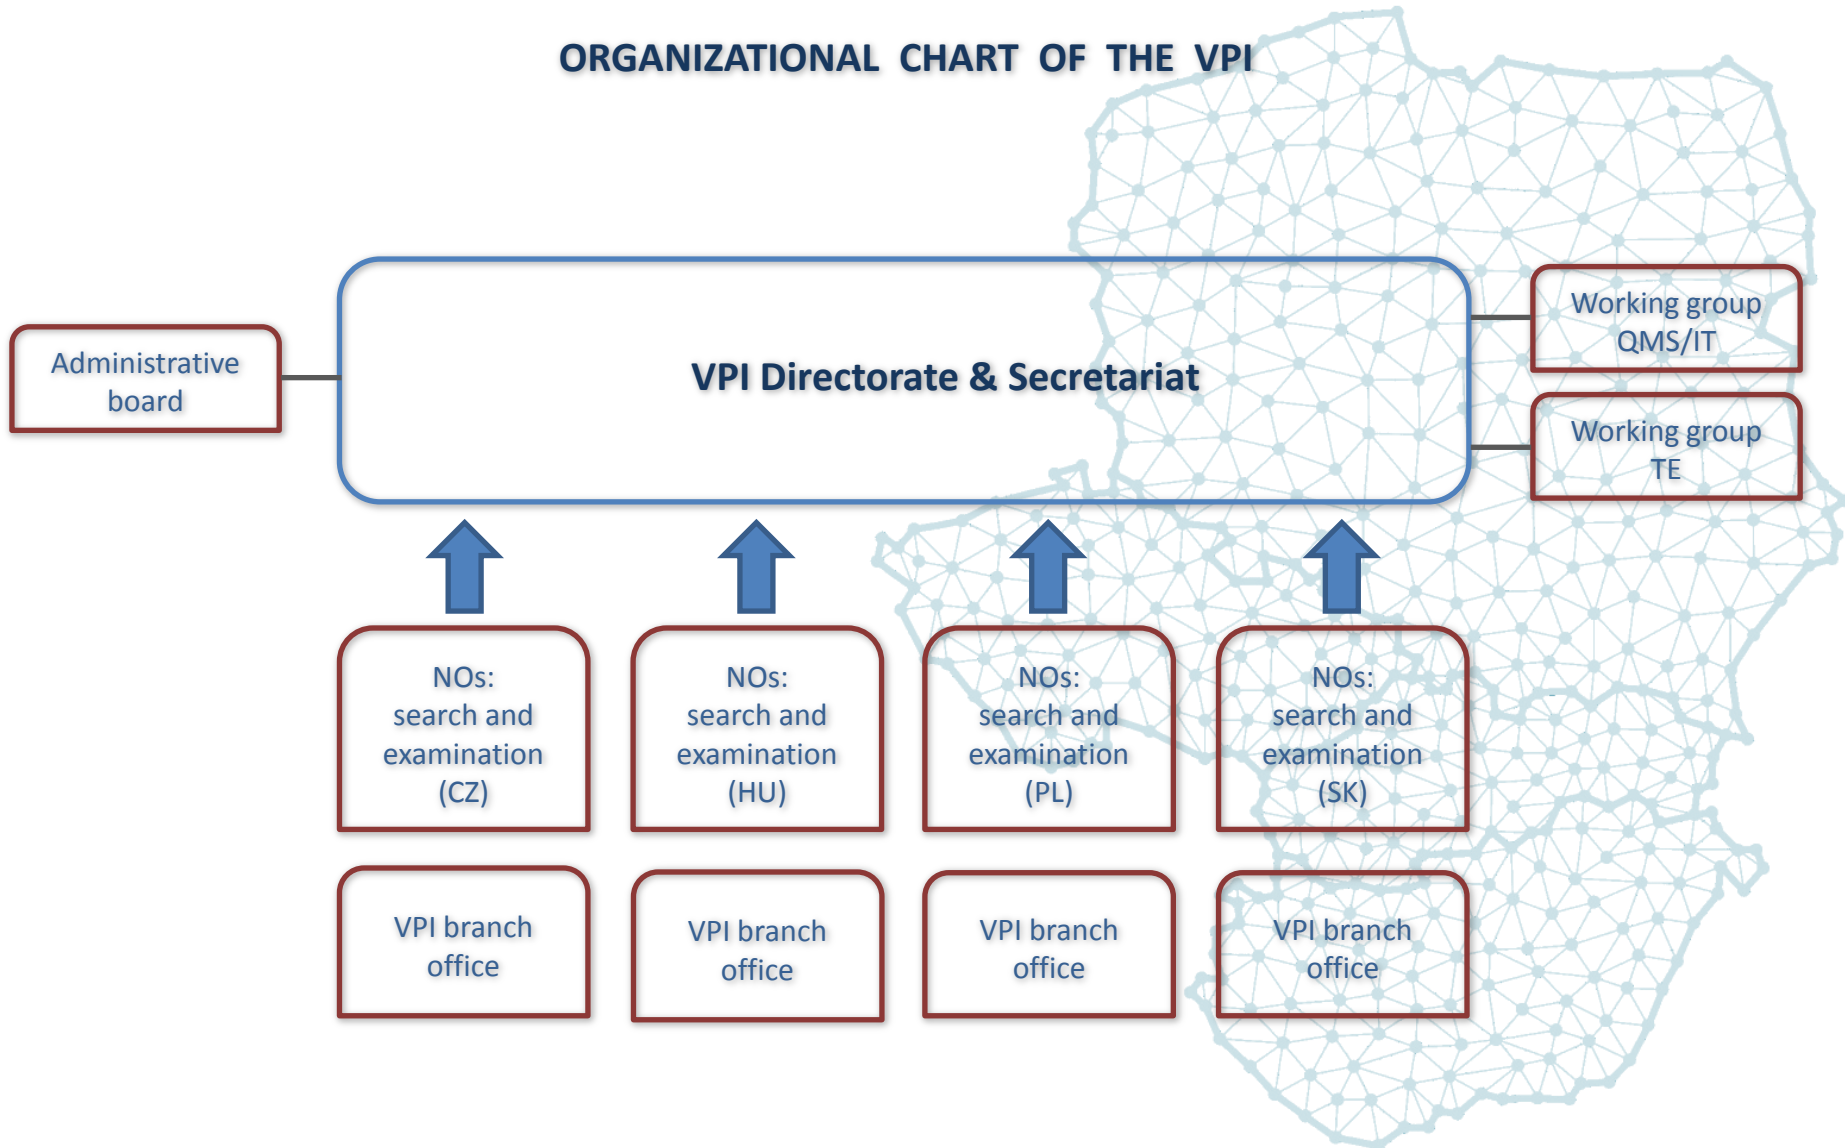 ORGANIZATIONAL CHART OF THE VPI
Administrative
board
VPI Directorate & Secretariat
Working group
QMS/IT
Working group
TE
NOs:
search and
examination
(CZ)
NOs:
search and
examination
(HU)
NOs:
search and
examination
(PL)
NOs:
search and
examination
(SK)
VPI branch
office
VPI branch
office
VPI branch
office
VPI branch
office